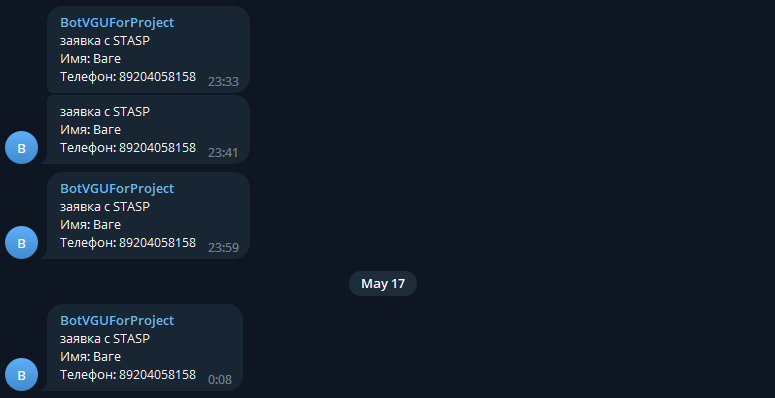 BotVGUForProject
заявка с STASP
Имя: Ваге
Телефон: 89204058158
23:33
заявка с STASP
Имя: Ваге
Телефон: 89204058158
23:41
B
BotVGUForProject
заявка с STASP
Имя: Ваге
Телефон: 89204058158
23:59
B
May 17
BotVGUForProject
заявка с STASP
Имя: Ваге
Телефон: 89204058158
0:08
B